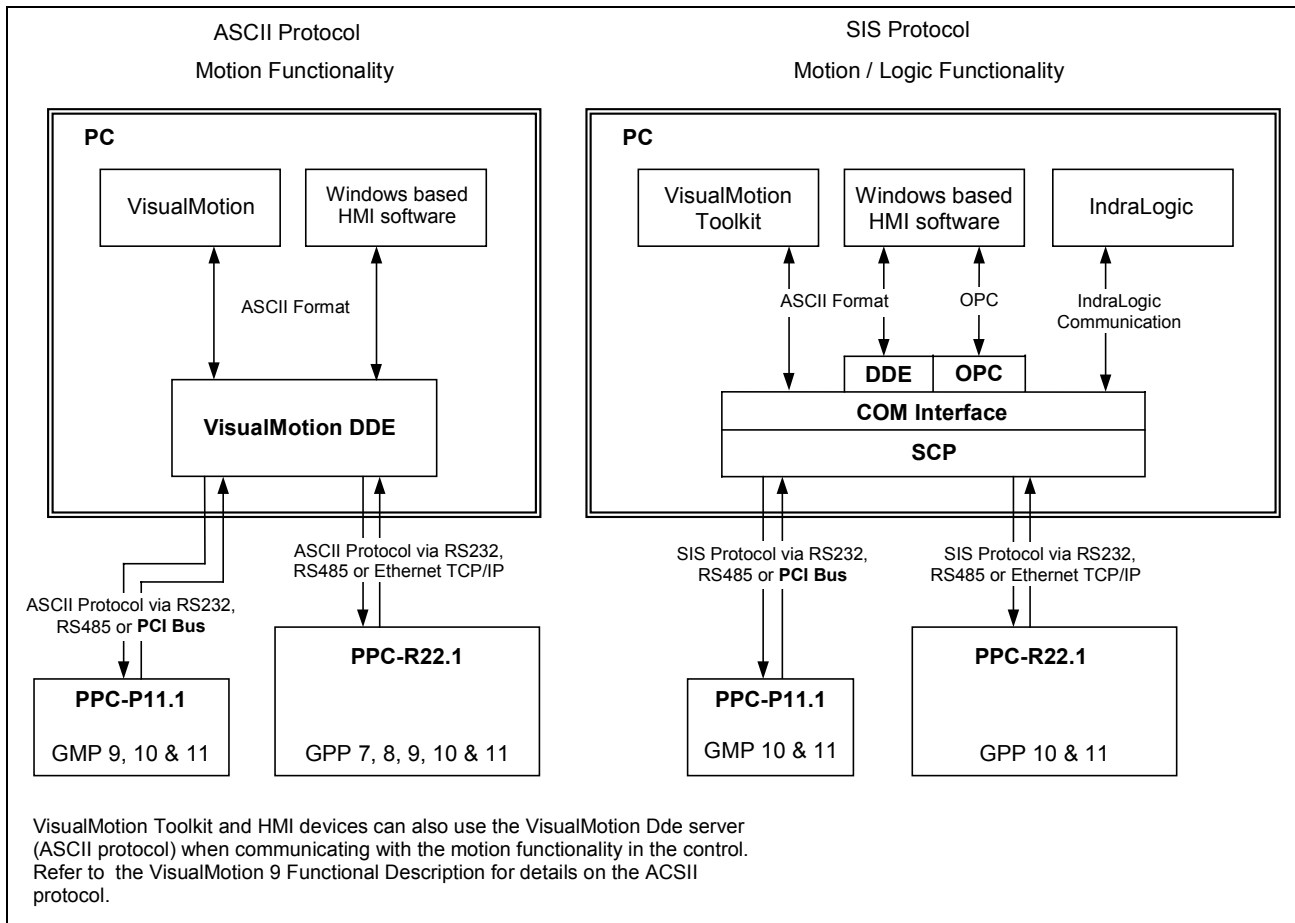 ASCII Protocol
Motion Functionality
PC
VisualMotion
Windows based
HMI software
ASCII Format
VisualMotion DDE
ASCII Protocol via RS232,
RS485 or Ethernet TCP/IP
ASCII Protocol via RS232,
RS485 or PCI Bus
PPC-R22.1
GPP 7, 8, 9, 10 & 11
PPC-P11.1
GMP 9, 10 & 11
SIS Protocol
Motion / Logic Functionality
PC
VisualMotion
Toolkit
Windows based
HMI software
IndraLogic
ASCII Format
OPC
IndraLogic
Communication
DDE
OPC
COM Interface
SCP
SIS Protocol via RS232,
RS485 or PCI Bus
SIS Protocol via RS232,
RS485 or Ethernet TCP/IP
PPC-P11.1
GMP 10 & 11
PPC-R22.1
GPP 10 & 11
VisualMotion Toolkit and HMI devices can also use the VisualMotion Dde server
(ASCII protocol) when communicating with the motion functionality in the control.
Refer to the VisualMotion 9 Functional Description for details on the ACSII
protocol.